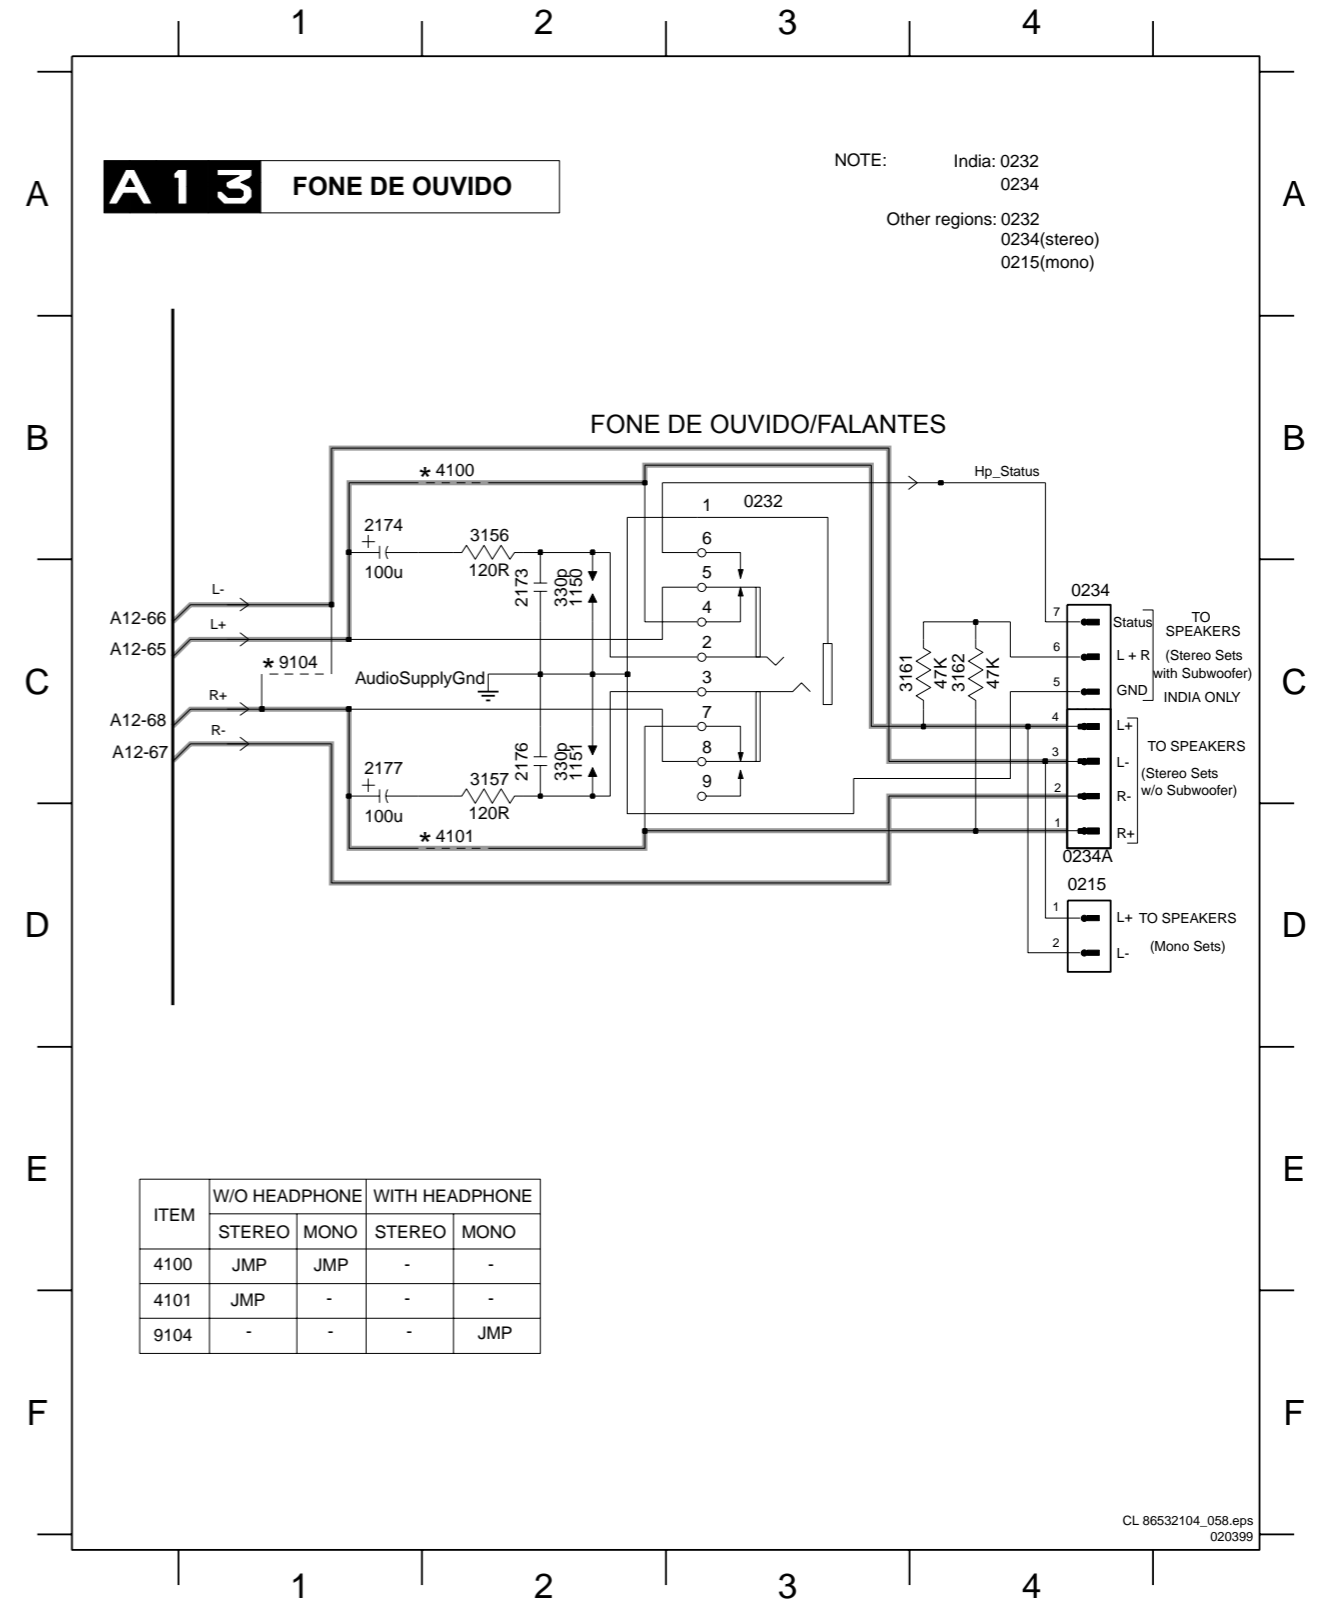 1 2 3 4
A A
A13 FONE DE OUVIDO
NOTE: India: 0232
0234
Other regions: 0232
0234(stereo)
0215(mono)
B B
FONE DE OUVIDO/FALANTES
* 4100
Hp_Status
1 0232
2174
3156
6
100u
120R
2173
330p
1150
5
0234
L-
4
7
Status
TO
SPEAKERS
A12-66
L+
A12-65
2
6
L + R
(Stereo Sets
with Subwoofer)
* 9104
3161
47K
3162
47K
C C
AudioSupplyGnd
3
5
GND
INDIA ONLY
R+
A12-68
7
4
L+
R-
A12-67
8
3
L-
TO SPEAKERS
(Stereo Sets
w/o Subwoofer)
2176
330p
1151
2177
3157
9
2
R-
100u
120R
* 4101
1
R+
0234A
0215
D D
1
L+ TO SPEAKERS
2
L-
(Mono Sets)
E E
ITEM W/O HEADPHONE WITH HEADPHONE
STEREO MONO STEREO MONO
4100 JMP JMP - -
4101 JMP - - -
9104 - - - JMP
F F
CL 86532104_058.eps
020399
1 2 3 4